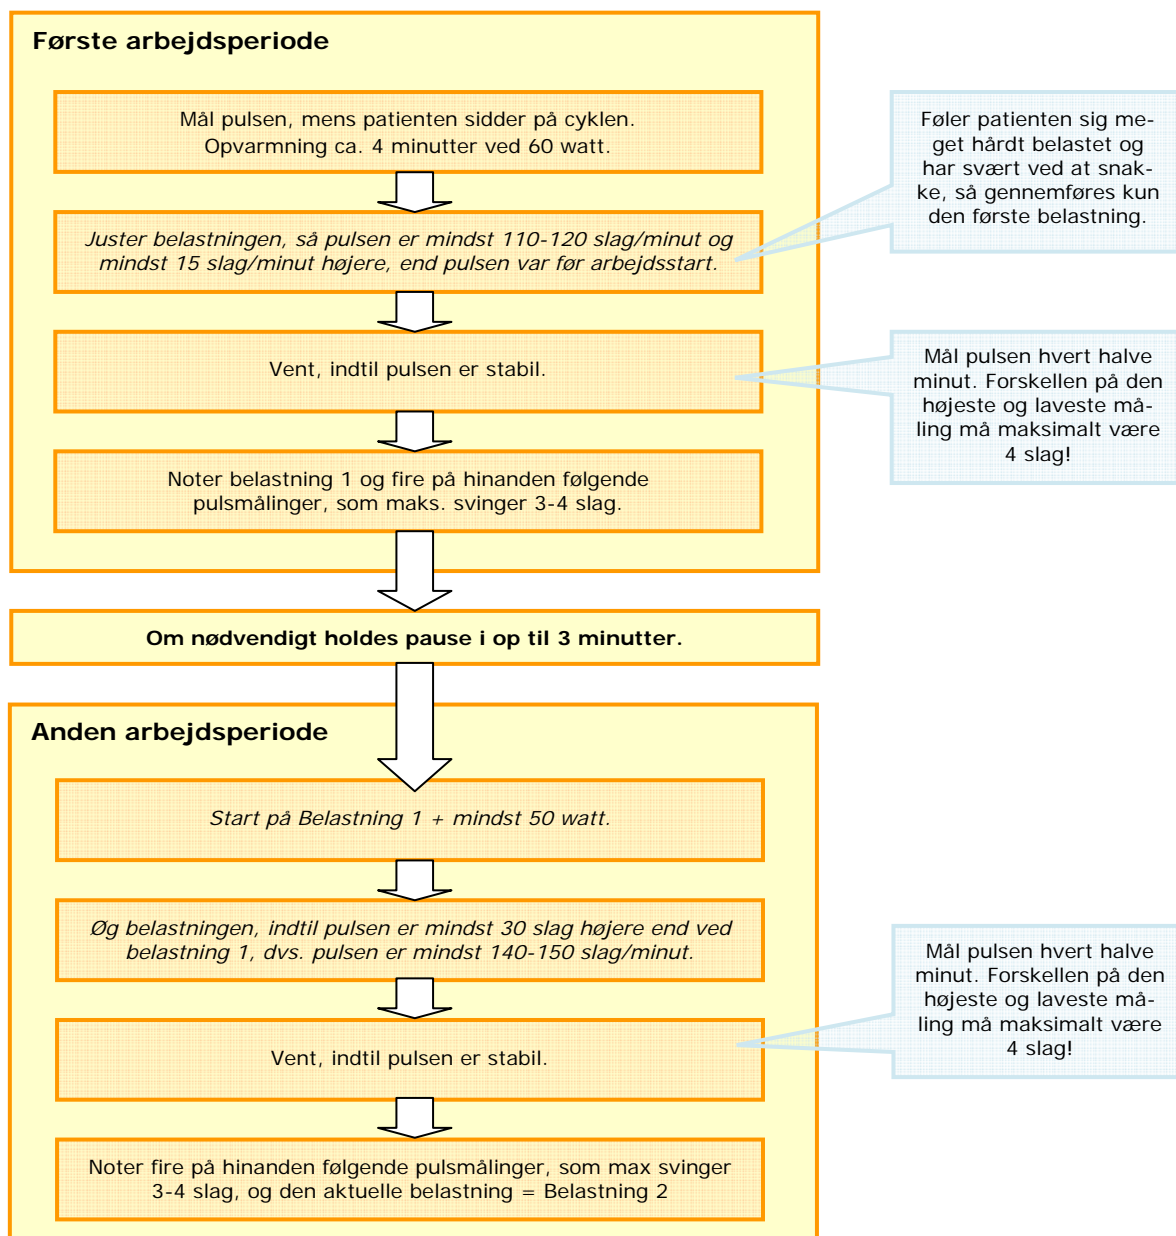 Første arbejdsperiode
Mål pulsen, mens patienten sidder på cyklen.
Opvarmning ca. 4 minutter ved 60 watt.
Føler patienten sig me-
get hårdt belastet og
har svært ved at snak-
ke, så gennemføres kun
den første belastning.
Juster belastningen, så pulsen er mindst 110-120 slag/minut og
mindst 15 slag/minut højere, end pulsen var før arbejdsstart.
Vent, indtil pulsen er stabil.
Mål pulsen hvert halve
minut. Forskellen på den
højeste og laveste må-
ling må maksimalt være
4 slag!
Noter belastning 1 og fire på hinanden følgende
pulsmålinger, som maks. svinger 3-4 slag.
Om nødvendigt holdes pause i op til 3 minutter.
Anden arbejdsperiode
Start på Belastning 1 + mindst 50 watt.
Øg belastningen, indtil pulsen er mindst 30 slag højere end ved
belastning 1, dvs. pulsen er mindst 140-150 slag/minut.
Vent, indtil pulsen er stabil.
Mål pulsen hvert halve
minut. Forskellen på den
højeste og laveste må-
ling må maksimalt være
4 slag!
Noter fire på hinanden følgende pulsmålinger, som max svinger
3-4 slag, og den aktuelle belastning = Belastning 2